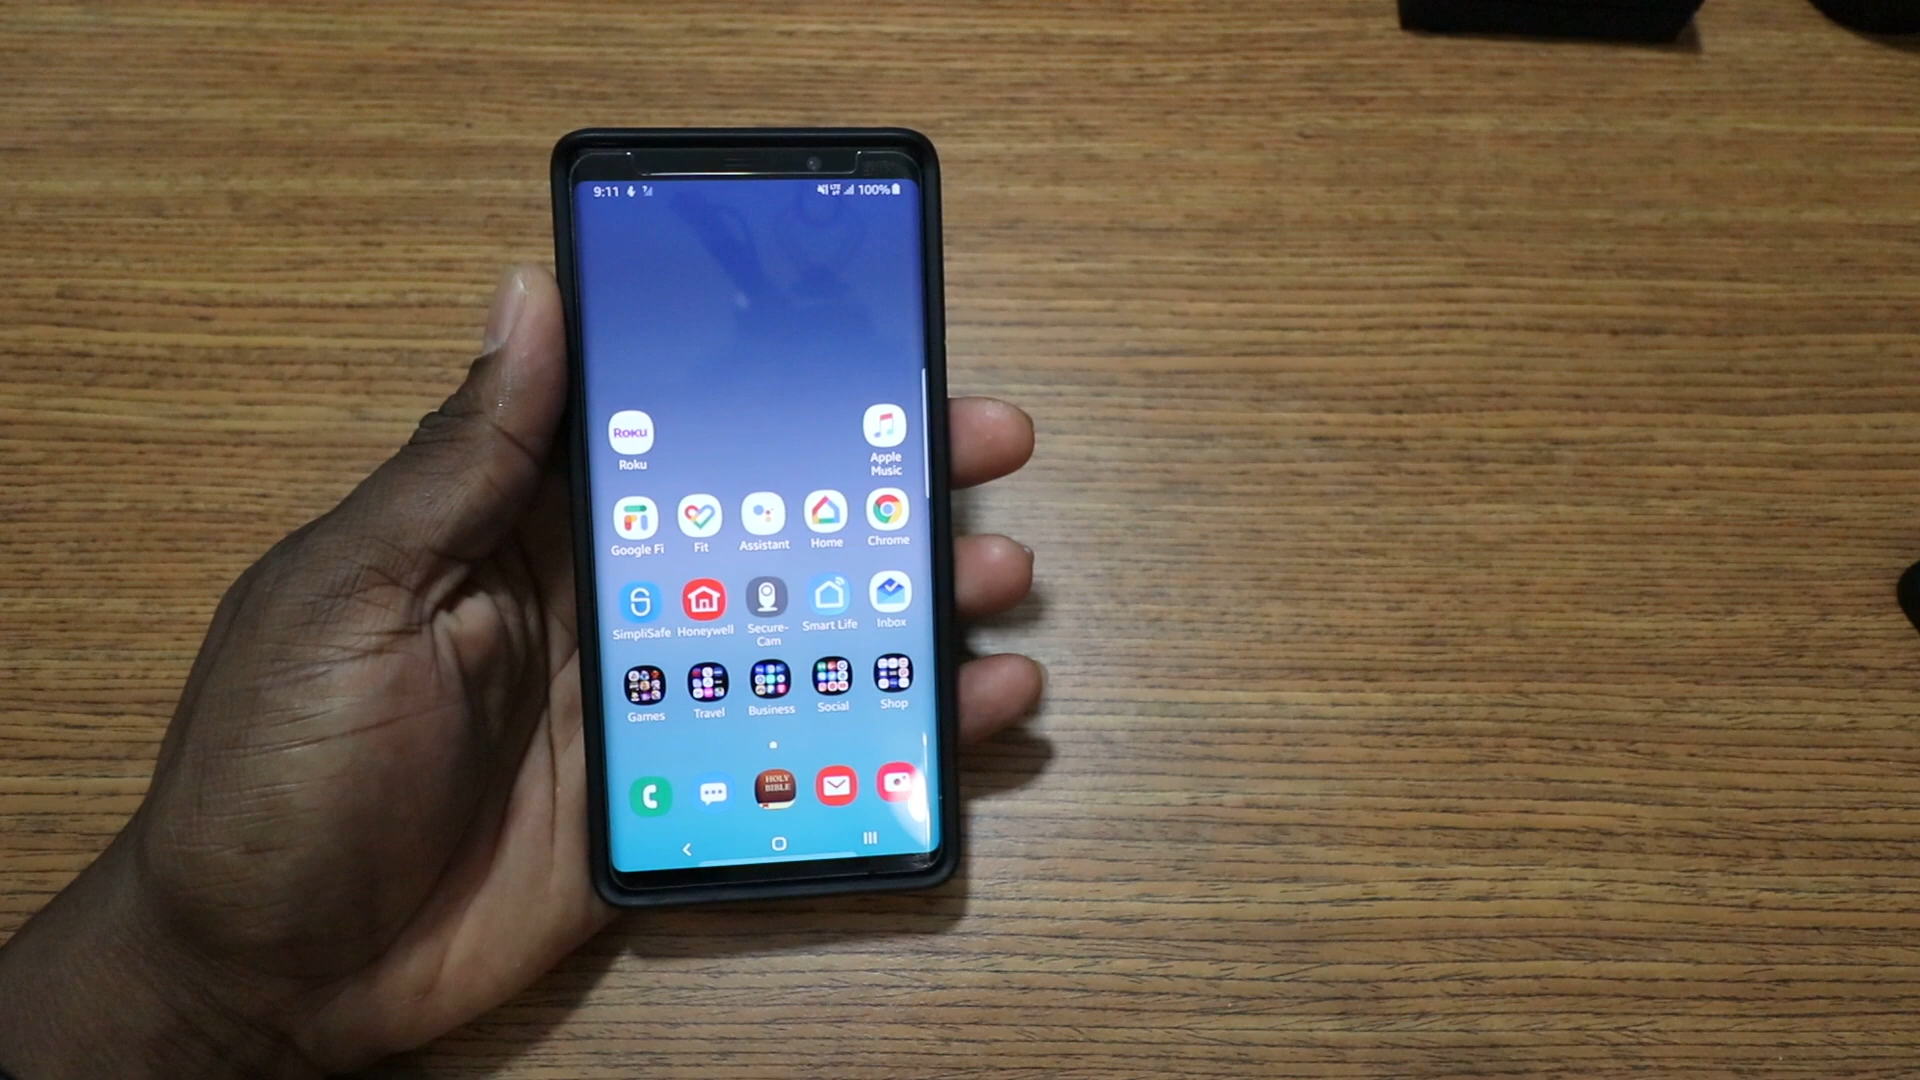 9:11 LTE 100%
Roku
Roku
Apple
Music
Google Fi Fit Assistant Home Chrome
SimpliSafe Honeywell Secure- Smart Life Inbox
Cam
Games Travel Business Social Shop
HOLY
BIBLE